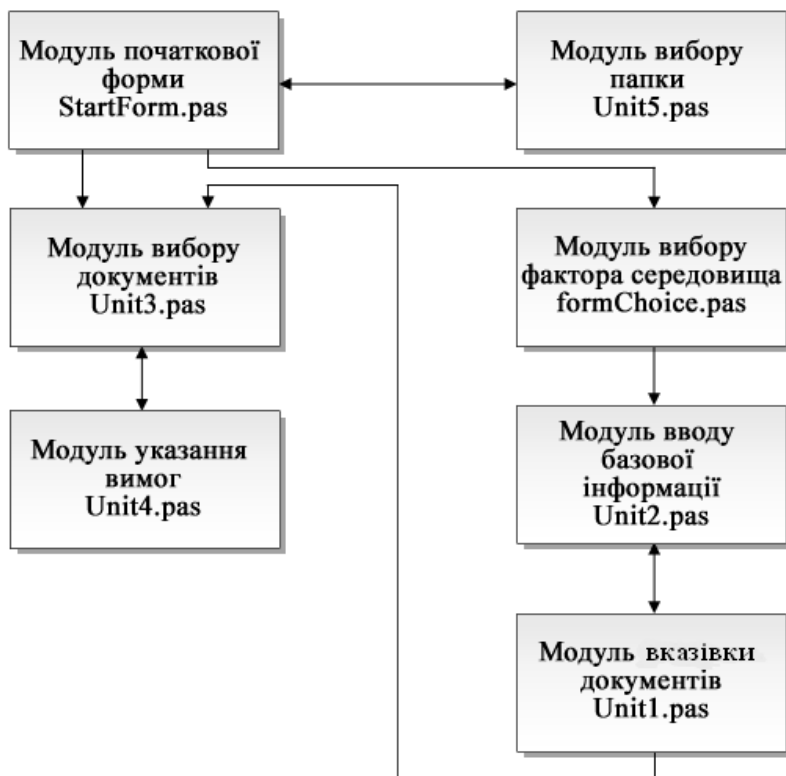 Модуль початкової
форми
StartForm.pas
Модуль вибору
папки
Unit5.pas
Модуль вибору
документів
Unit3.pas
Модуль вибору
фактора середовища
formChoice.pas
Модуль указання
вимог
Unit4.pas
Модуль вводу
базової
інформації
Unit2.pas
Модуль вказівки
документів
Unit1.pas